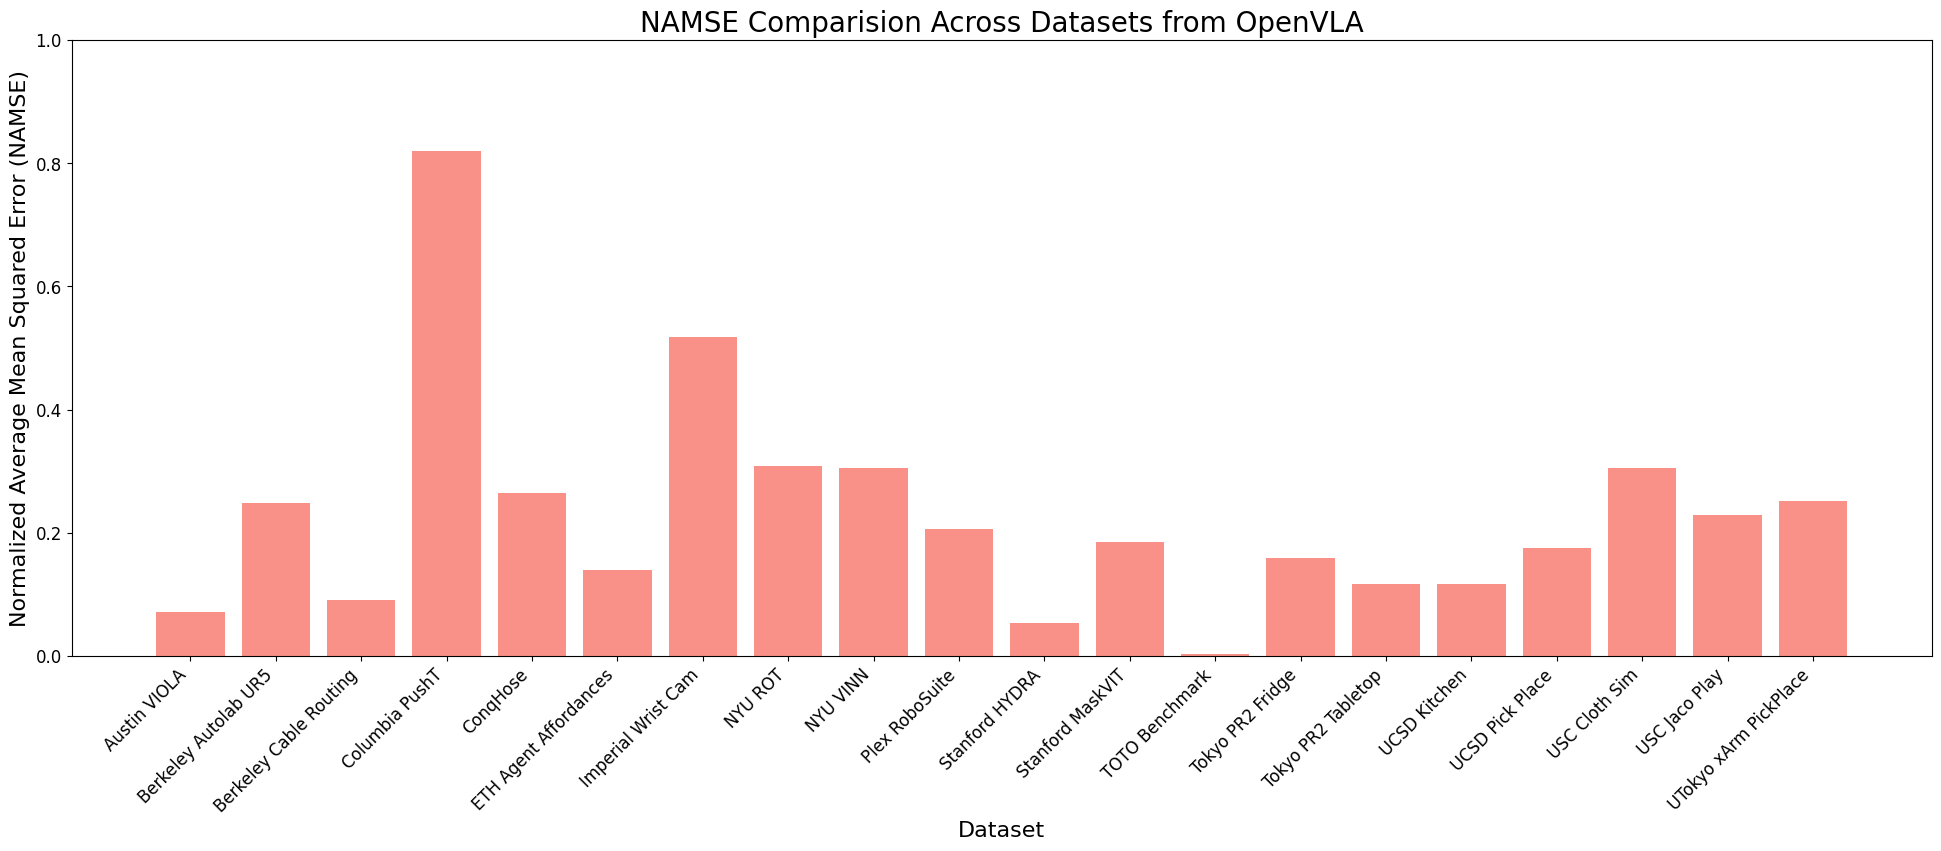 NAMSE Comparision Across Datasets from OpenVLA
Normalized Average Mean Squared Error (NAMSE)
1.0
0.8
0.6
0.4
0.2
0.0
Austin VIOLA
Berkeley Autolab UR5
Berkeley Cable Routing
Columbia PushT
ConqHose
ETH Agent Affordances
Imperial Wrist Cam
NYU ROT
NYU VINN
Plex RoboSuite
Stanford HYDRA
Stanford MaskVIT
TOTO Benchmark
Tokyo PR2 Fridge
Tokyo PR2 Tabletop
UCSD Kitchen
UCSD Pick Place
USC Cloth Sim
USC Jaco Play
UTokyo xArm PickPlace
Dataset